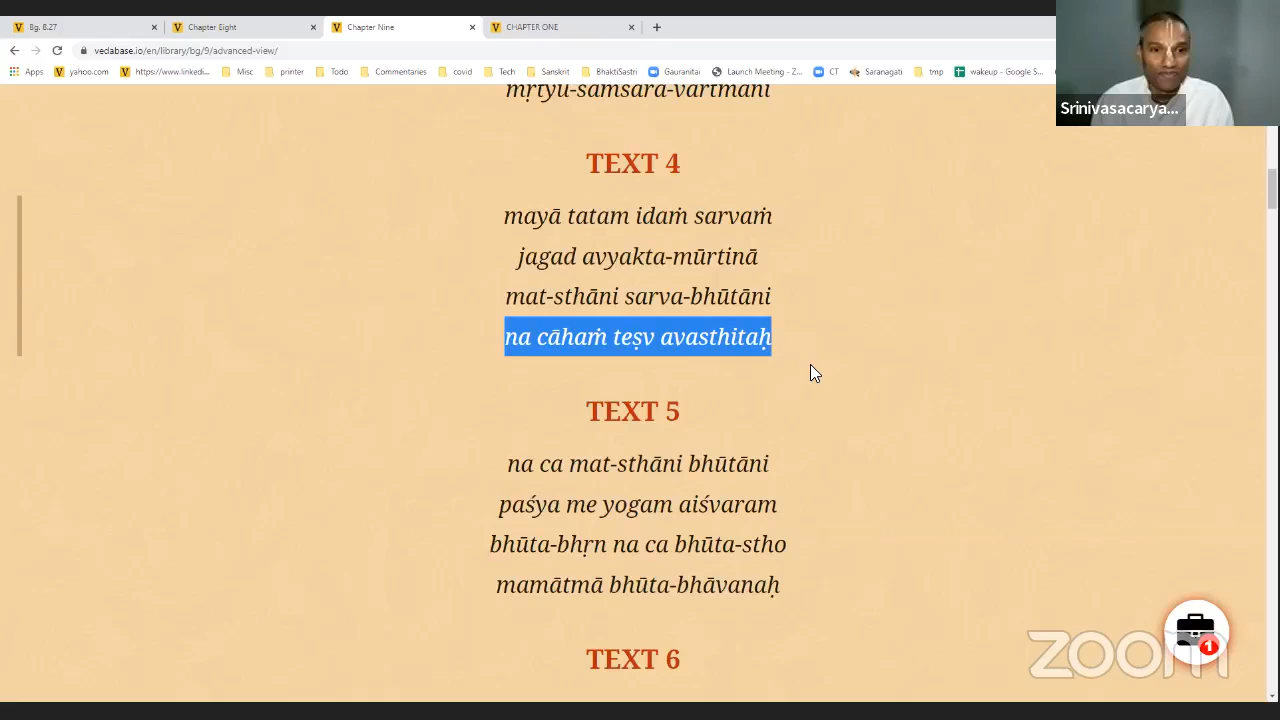 Bg. 8.27
Chapter Eight
Chapter Nine
CHAPTER ONE
vedabase.io/en/library/bg/9/advanced-view/
Apps yahoo.com https://www.linkedi... Misc printer Todo Commentaries covid Tech Sanskrit BhaktiSastri Gauranitai Launch Meeting - Z... CT Saranagati tmp wakeup - Google S...
Srinivasacarya...
mṛtyu-saṁsāra-vartmani
TEXT 4
mayā tatam idaṁ sarvaṁ
jagad avyakta-mūrtinā
mat-sthāni sarva-bhūtāni
na cāhaṁ teṣv avasthitaḥ
TEXT 5
na ca mat-sthāni bhūtāni
paśya me yogam aiśvaram
bhūta-bhṛn na ca bhūta-stho
mamātmā bhūta-bhāvanaḥ
TEXT 6
1
zoom